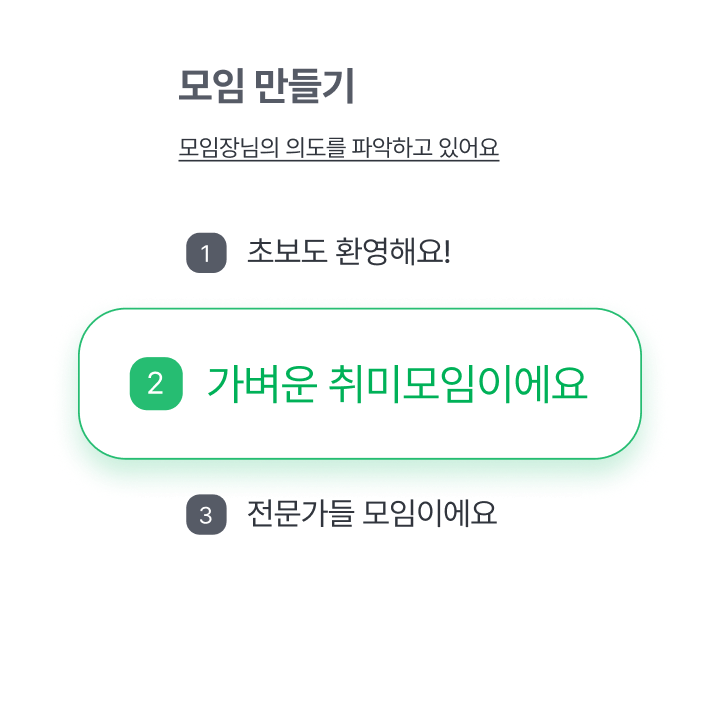 모임 만들기
모임장님의 의도를 파악하고 있어요
1 초보도 환영해요!
2 가벼운 취미모임이에요
3 전문가들 모임이에요